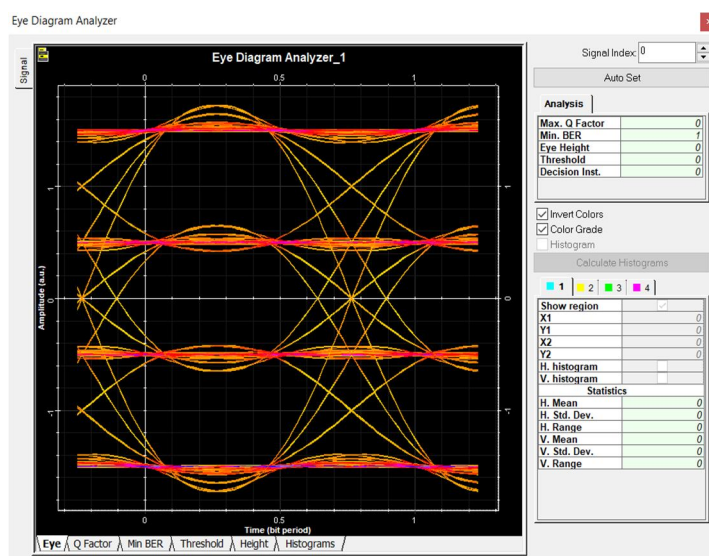 Eye Diagram Analyzer
Signal
Eye Diagram Analyzer_1
0 0.5 1
1 0 -1
Amplitude (a.u.)
1 0 -1
0 0.5 1
Time (bit period)
Eye Q Factor Min BER Threshold Height Histograms
Signal Index: 0
Auto Set
Analysis
Max. Q Factor 0
Min. BER 1
Eye Height 0
Threshold 0
Decision Inst. 0
Invert Colors
Color Grade
Histogram
Calculate Histograms
1 2 3 4
Show region
X1 0
Y1 0
X2 0
Y2 0
H. histogram
V. histogram
Statistics
H. Mean 0
H. Std. Dev. 0
H. Range 0
V. Mean 0
V. Std. Dev. 0
V. Range 0